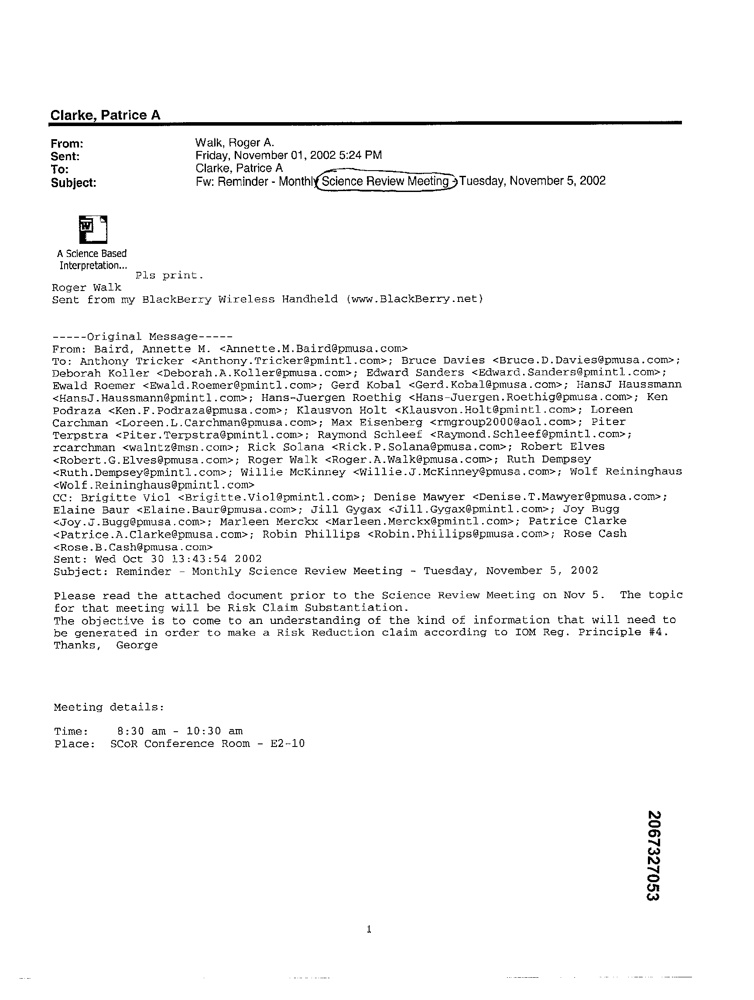 Clarke, Patrice A
From: Walk, Roger A.
Sent: Friday, November 01, 2002 5:24 PM
To: Clarke, Patrice A
Subject: Fw: Reminder - Monthly Science Review Meeting - Tuesday, November 5, 2002
A Science Based
Interpretation...
Pls print.
Roger Walk
Sent from my BlackBerry Wireless Handheld (www.BlackBerry.net)
-----Original Message-----
From: Baird, Annette M. <Annette.M.Baird@pmusa.com>
To: Anthony Tricker <Anthony.Tricker@pmintl.com>; Bruce Davies <Bruce.D.Davies@pmusa.com>;
Deborah Koller <Deborah.A.Koller@pmusa.com>; Edward Sanders <Edward.Sanders@pmintl.com>;
Ewald Roemer <Ewald.Roemer@pmintl.com>; Gerd Kobal <Gerd.Kobal@pmusa.com>; HansJ Haussmann
<HansJ.Haussmann@pmintl.com>; Hans-Juergen Roethig <Hans-Juergen.Roethig@pmusa.com>; Ken
Podraza <Ken.F.Podraza@pmusa.com>; Klausvon Holt <Klausvon.Holt@pmintl.com>; Loreen
Carchman <Loreen.L.Carchman@pmusa.com>; Max Eisenberg <rmgroup2000@aol.com>; Piter
Terpstra <Piter.Terpstra@pmintl.com>; Raymond Schleef <Raymond.Schleef@pmintl.com>;
rcarchman <walntz@msn.com>; Rick Solana <Rick.P.Solana@pmusa.com>; Robert Elves
<Robert.G.Elves@pmusa.com>; Roger Walk <Roger.A.Walk@pmusa.com>; Ruth Dempsey
<Ruth.Dempsey@pmintl.com>; Willie McKinney <Willie.J.McKinney@pmusa.com>; Wolf Reininghaus
<Wolf.Reininghaus@pmintl.com>
CC: Brigitte Viol <Brigitte.Viol@pmintl.com>; Denise Mawyer <Denise.T.Mawyer@pmusa.com>;
Elaine Baur <Elaine.Baur@pmusa.com>; Jill Gygax <Jill.Gygax@pmintl.com>; Joy Bugg
<Joy.J.Bugg@pmusa.com>; Marleen Merckx <Marleen.Merckx@pmintl.com>; Patrice Clarke
<Patrice.A.Clarke@pmusa.com>; Robin Phillips <Robin.Phillips@pmusa.com>; Rose Cash
<Rose.B.Cash@pmusa.com>
Sent: Wed Oct 30 13:43:54 2002
Subject: Reminder - Monthly Science Review Meeting - Tuesday, November 5, 2002
Please read the attached document prior to the Science Review Meeting on Nov 5. The topic
for that meeting will be Risk Claim Substantiation.
The objective is to come to an understanding of the kind of information that will need to
be generated in order to make a Risk Reduction claim according to IOM Reg. Principle #4.
Thanks, George
Meeting details:
Time: 8:30 am - 10:30 am
Place: SCoR Conference Room - E2-10
2067327053
1